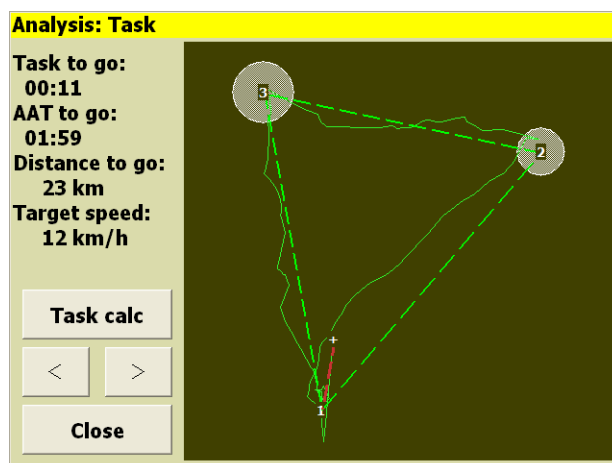 Analysis: Task
Task to go:
00:11
AAT to go:
01:59
Distance to go:
23 km
Target speed:
12 km/h
Task calc
< >
Close
3
2
+
1